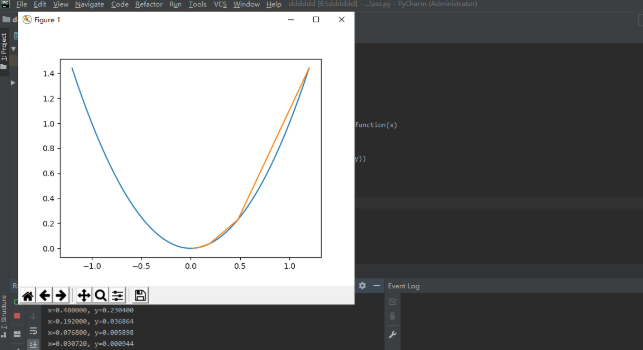 File Edit View Navigate Code Refactor Run Tools VCS Window Help dddddd - PyCharm (Administrator)
Figure 1
1: Project
1.4
1.2
1.0
0.8
0.6
0.4
0.2
0.0
-1.0 -0.5 0.0 0.5 1.0
function(x)
y))
Event Log
Z: Structure
x=0.480000, y=0.230400
x=0.192000, y=0.036864
x=0.076800, y=0.005898
x=0.030720, y=0.000944